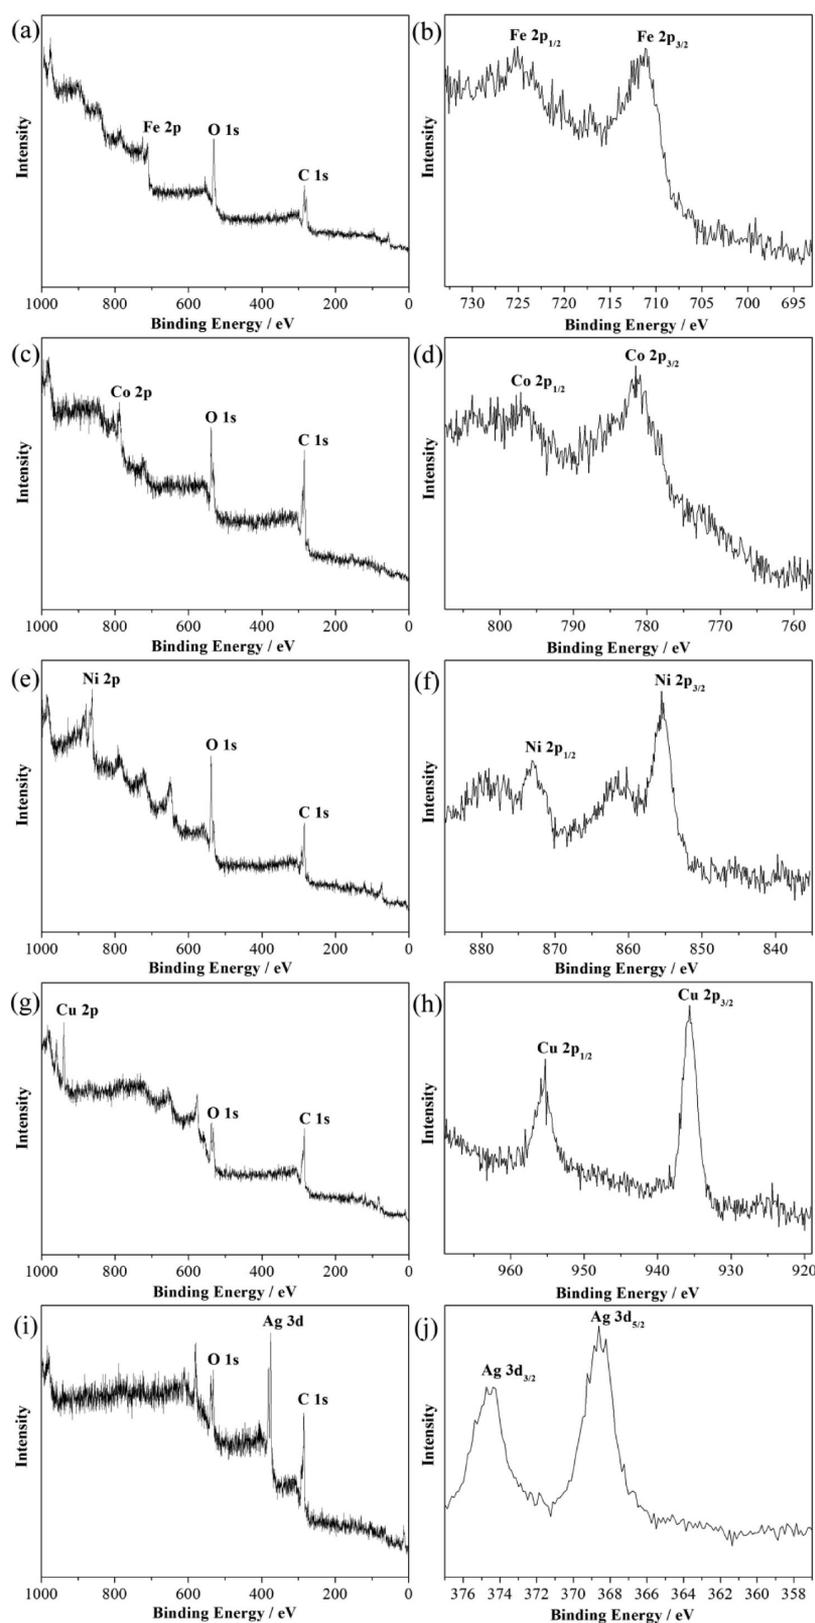 (a)
Intensity
Fe 2p
O 1s
C 1s
1000 800 600 400 200 0
Binding Energy / eV
(b)
Intensity
Fe 2p1/2
Fe 2p3/2
730 725 720 715 710 705 700 695
Binding Energy / eV
(c)
Intensity
Co 2p
O 1s
C 1s
1000 800 600 400 200 0
Binding Energy / eV
(d)
Intensity
Co 2p1/2
Co 2p3/2
800 790 780 770 760
Binding Energy / eV
(e)
Intensity
Ni 2p
O 1s
C 1s
1000 800 600 400 200 0
Binding Energy / eV
(f)
Intensity
Ni 2p1/2
Ni 2p3/2
880 870 860 850 840
Binding Energy / eV
(g)
Intensity
Cu 2p
O 1s
C 1s
1000 800 600 400 200 0
Binding Energy / eV
(h)
Intensity
Cu 2p1/2
Cu 2p3/2
960 950 940 930 920
Binding Energy / eV
(i)
Intensity
O 1s
Ag 3d
C 1s
1000 800 600 400 200 0
Binding Energy / eV
(j)
Intensity
Ag 3d3/2
Ag 3d5/2
376 374 372 370 368 366 364 362 360 358
Binding Energy / eV